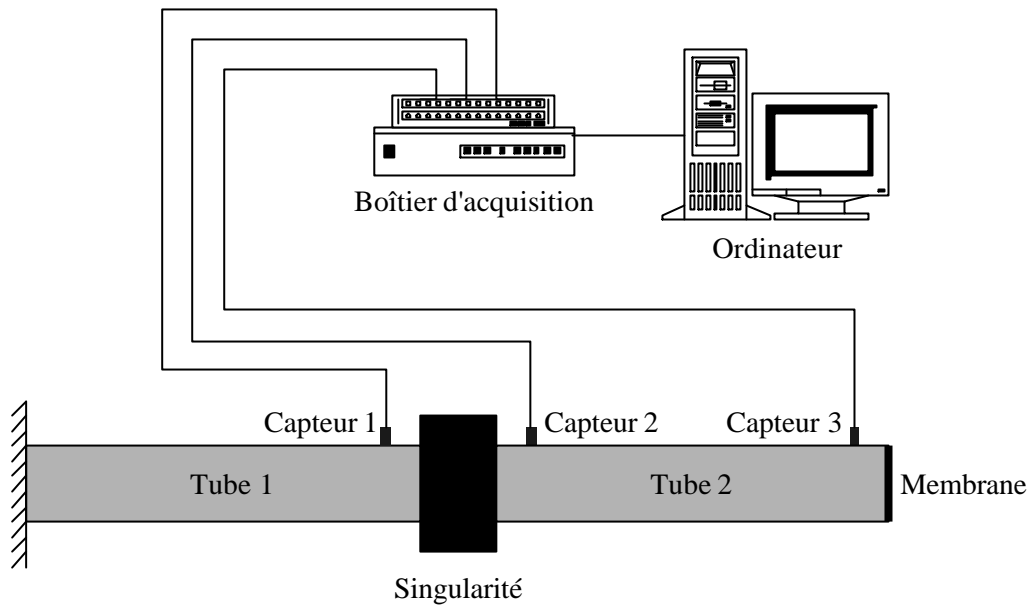 Boîtier d'acquisition
Ordinateur
Capteur 1
Capteur 2
Capteur 3
Tube 1
Tube 2
Membrane
Singularité